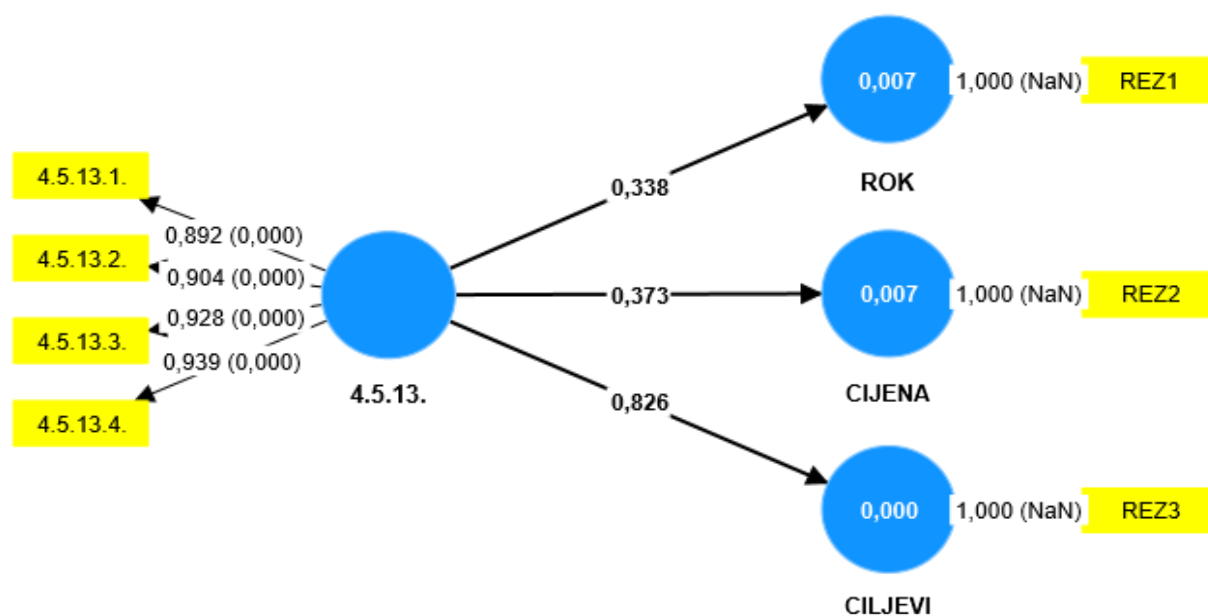 4.5.13.1.
4.5.13.2.
4.5.13.3.
4.5.13.4.
0,892 (0,000)
0,904 (0,000)
0,928 (0,000)
0,939 (0,000)
4.5.13.
0,338
0,373
0,826
0,007
1,000 (NaN)
REZ1
ROK
0,007
1,000 (NaN)
REZ2
CIJENA
0,000
1,000 (NaN)
REZ3
CILJEVI